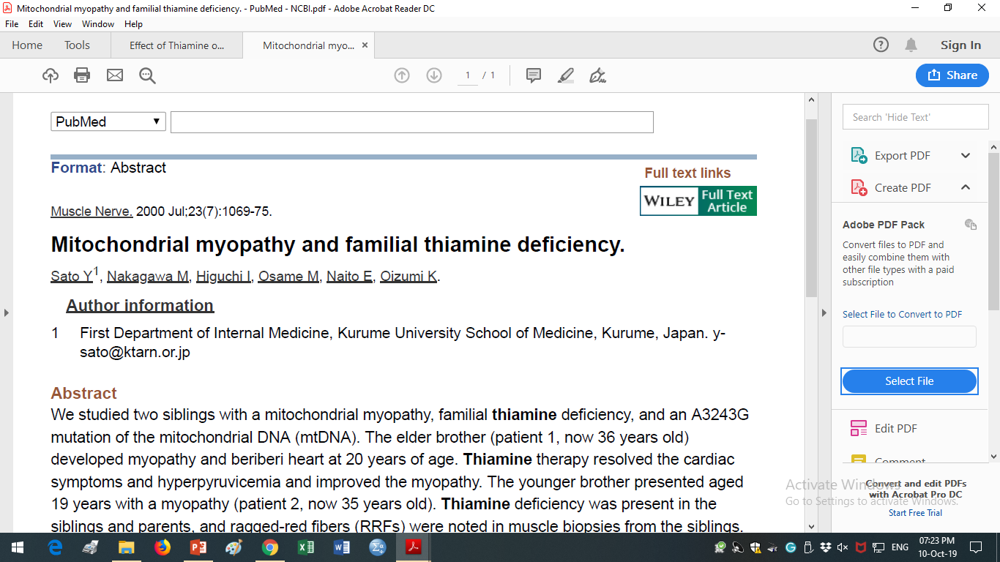 Mitochondrial myopathy and familial thiamine deficiency. - PubMed - NCBI.pdf - Adobe Acrobat Reader DC
File Edit View Window Help
Home Tools Effect of Thiamine o... Mitochondrial myo... × Sign In
1 / 1 Share
PubMed
Search 'Hide Text'
Export PDF
Create PDF
Format: Abstract
Full text links
WILEY Full Text Article
Muscle Nerve. 2000 Jul;23(7):1069-75.
Mitochondrial myopathy and familial thiamine deficiency.
Sato Y1, Nakagawa M, Higuchi I, Osame M, Naito E, Oizumi K.
Author information
1 First Department of Internal Medicine, Kurume University School of Medicine, Kurume, Japan. y-
sato@ktarn.or.jp
Abstract
We studied two siblings with a mitochondrial myopathy, familial thiamine deficiency, and an A3243G
mutation of the mitochondrial DNA (mtDNA). The elder brother (patient 1, now 36 years old)
developed myopathy and beriberi heart at 20 years of age. Thiamine therapy resolved the cardiac
symptoms and hyperpyruvicemia and improved the myopathy. The younger brother presented aged
19 years with a myopathy (patient 2, now 35 years old). Thiamine deficiency was present in the
siblings and parents, and ragged-red fibers (RRFs) were noted in muscle biopsies from the siblings.
Adobe PDF Pack
Convert files to PDF and
easily combine them with
other file types with a paid
subscription
Select File to Convert to PDF
Select File
Edit PDF
Comment
Activate Windows
Go to Settings to activate Windows.
Convert and edit PDFs
with Acrobat Pro DC
Start Free Trial
ENG
07:23 PM
10-Oct-19